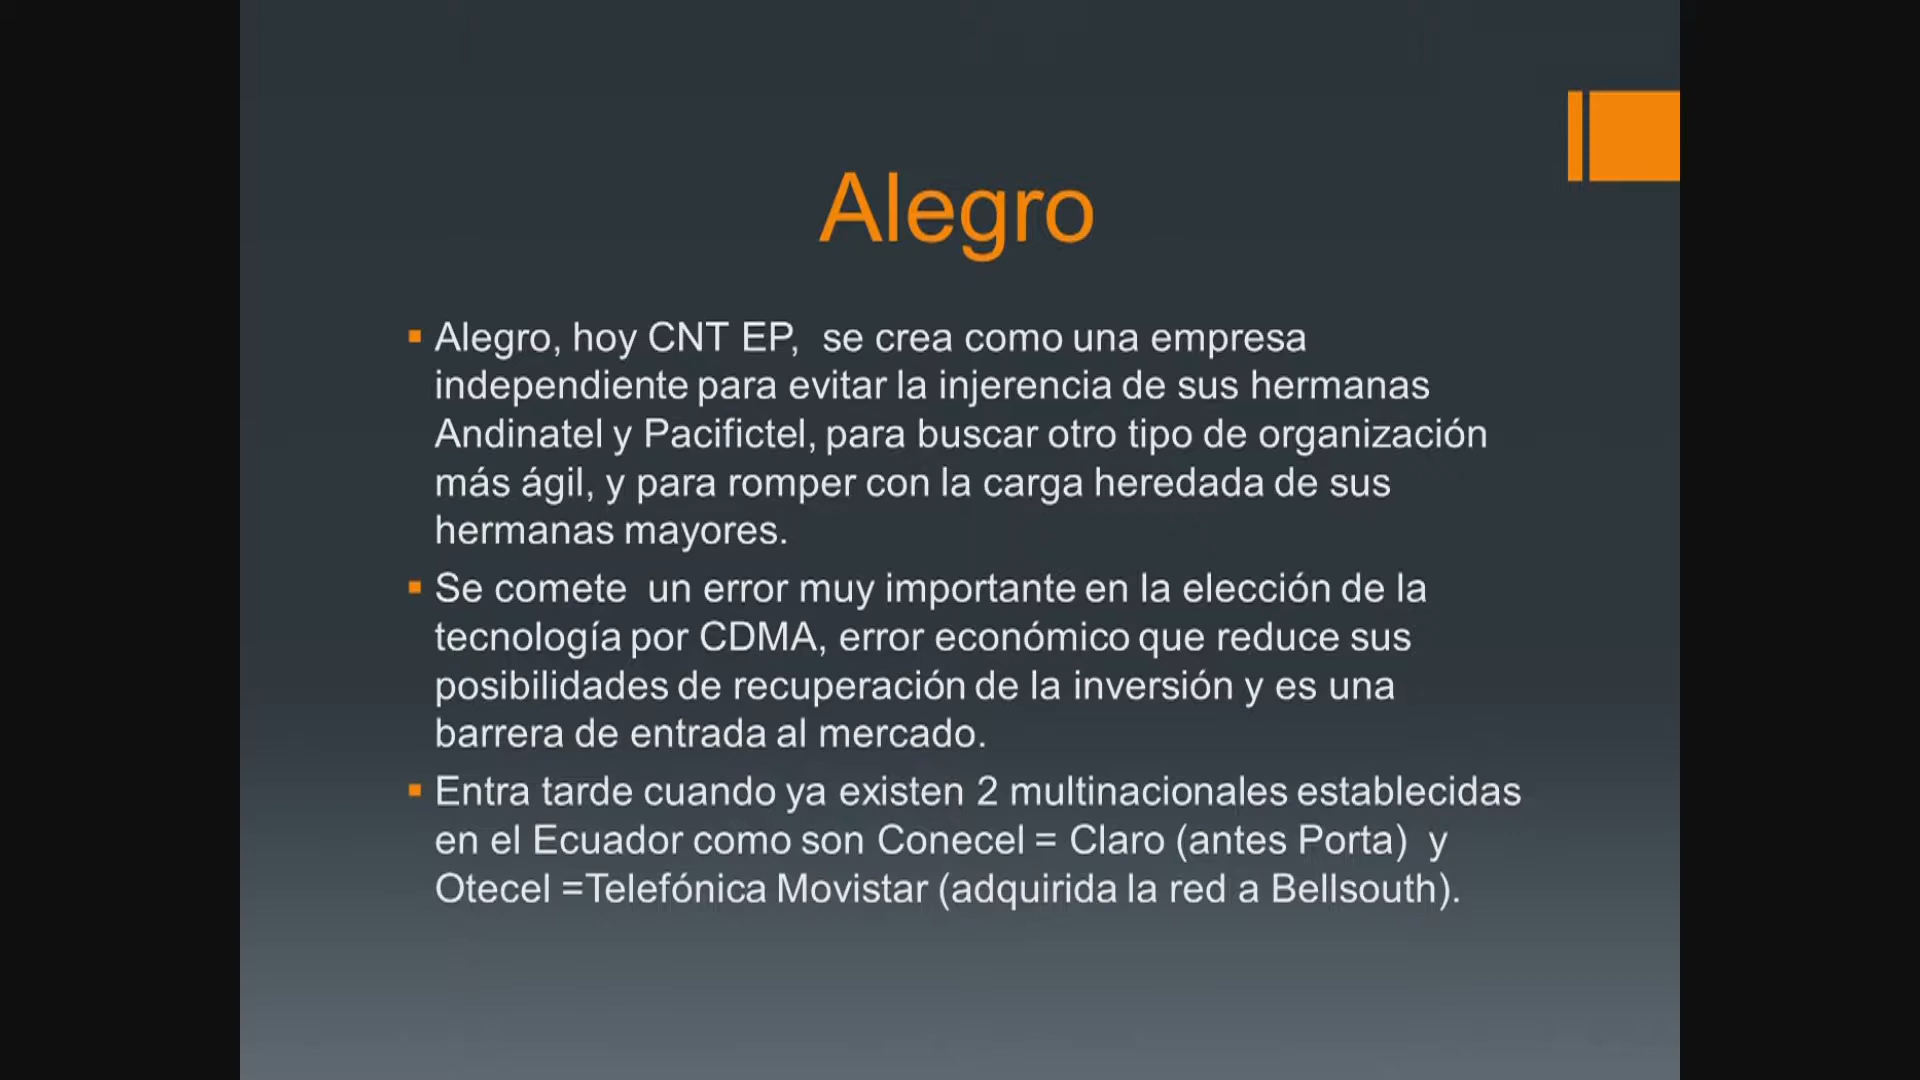 Alegro
Alegro, hoy CNT EP,  se crea como una empresa
independiente para evitar la injerencia de sus hermanas
Andinatel y Pacifictel, para buscar otro tipo de organización
más ágil, y para romper con la carga heredada de sus
hermanas mayores.
Se comete  un error muy importante en la elección de la
tecnología por CDMA, error económico que reduce sus
posibilidades de recuperación de la inversión y es una
barrera de entrada al mercado.
Entra tarde cuando ya existen 2 multinacionales establecidas
en el Ecuador como son Conecel = Claro (antes Porta)  y
Otecel =Telefónica Movistar (adquirida la red a Bellsouth).